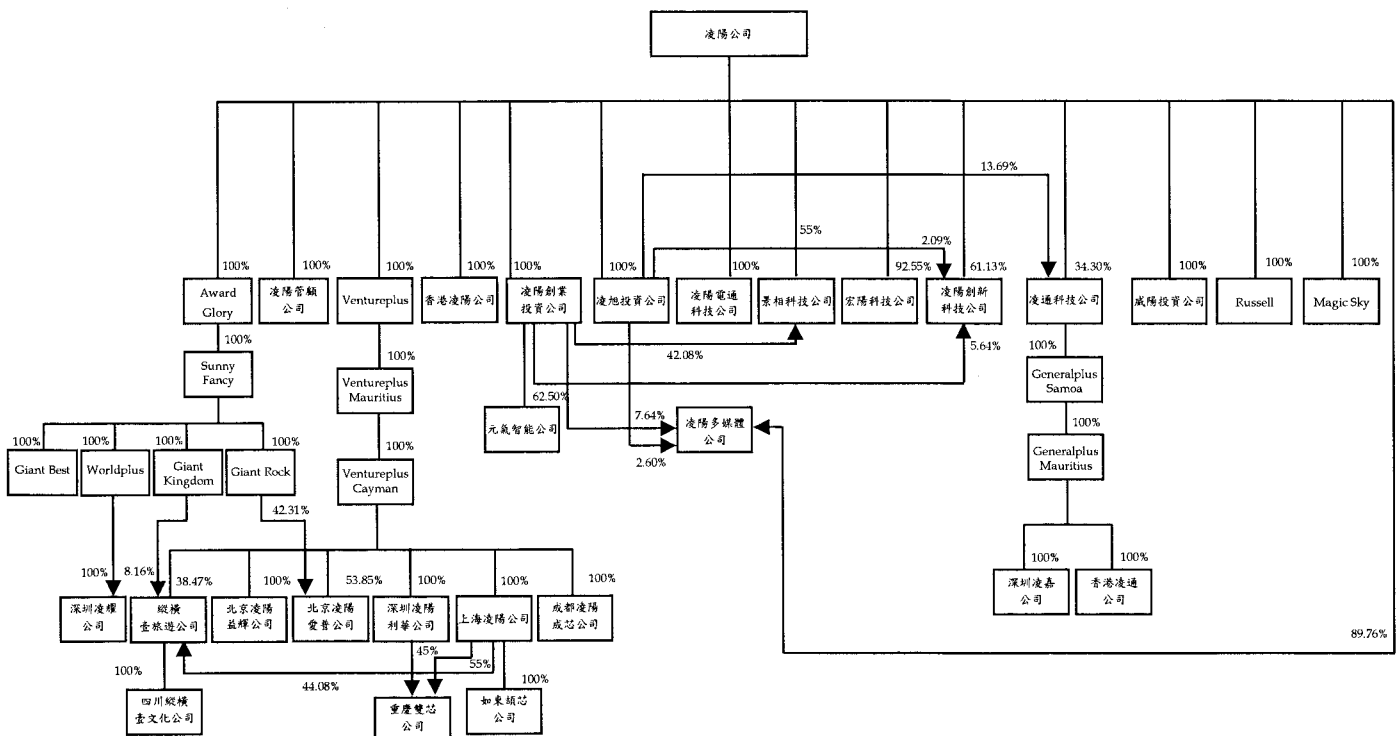 凌陽公司
13.69%
55%
2.09%
100%
100%
100%
100%
100%
100%
100%
92.55%
61.13%
34.30%
100%
100%
100%
Award
Glory
凌陽管顧
公司
Ventureplus
香港凌陽公司
凌陽創業
投資公司
凌旭投資公司
凌陽電通
科技公司
景相科技公司
宏陽科技公司
凌陽創新
科技公司
凌通科技公司
威陽投資公司
Russell
Magic Sky
100%
100%
42.08%
5.64%
100%
Sunny
Fancy
Ventureplus
Mauritius
Generalplus
Samoa
62.50%
元氣智能公司
7.64%
2.60%
凌陽多媒體
公司
100%
100%
100%
100%
100%
100%
Giant Best
Worldplus
Giant
Kingdom
Giant Rock
Ventureplus
Cayman
Generalplus
Mauritius
42.31%
100%
8.16%
38.47%
100%
53.85%
100%
100%
100%
100%
100%
深圳凌耀
公司
縱橫
壹旅遊公司
北京凌陽
益輝公司
北京凌陽
愛普公司
深圳凌陽
利華公司
上海凌陽公司
成都凌陽
成芯公司
深圳凌嘉
公司
香港凌通
公司
89.76%
45%
55%
100%
44.08%
100%
四川縱橫
壹文化公司
重慶雙芯
公司
如東頡芯
公司